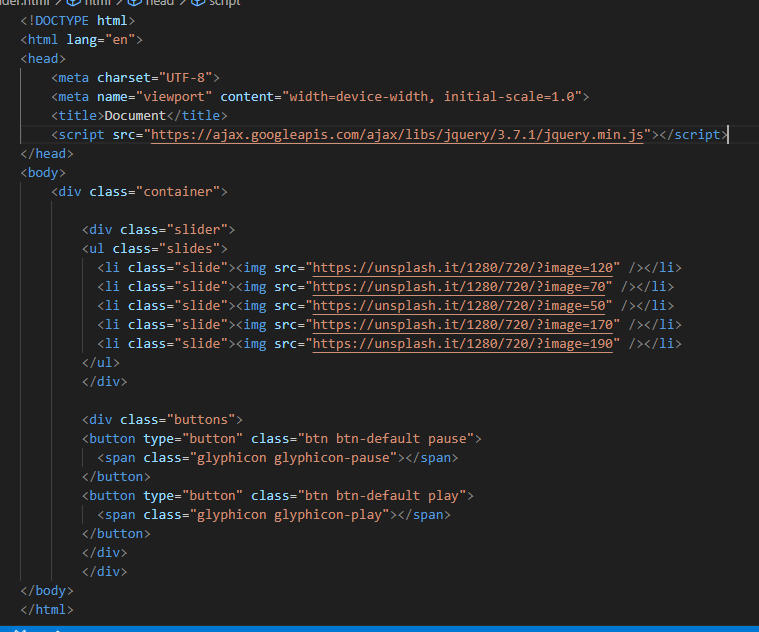 der.html > html > head > script
<!DOCTYPE html>
<html lang="en">
<head>
    <meta charset="UTF-8">
    <meta name="viewport" content="width=device-width, initial-scale=1.0">
    <title>Document</title>
    <script src="https://ajax.googleapis.com/ajax/libs/jquery/3.7.1/jquery.min.js"></script>
</head>
<body>
    <div class="container">
        <div class="slider">
        <ul class="slides">
          <li class="slide"><img src="https://unsplash.it/1280/720/?image=120" /></li>
          <li class="slide"><img src="https://unsplash.it/1280/720/?image=70" /></li>
          <li class="slide"><img src="https://unsplash.it/1280/720/?image=50" /></li>
          <li class="slide"><img src="https://unsplash.it/1280/720/?image=170" /></li>
          <li class="slide"><img src="https://unsplash.it/1280/720/?image=190" /></li>
        </ul>
        </div>
        <div class="buttons">
        <button type="button" class="btn btn-default pause">
          <span class="glyphicon glyphicon-pause"></span>
        </button>
        <button type="button" class="btn btn-default play">
          <span class="glyphicon glyphicon-play"></span>
        </button>
        </div>
        </div>
</body>
</html>